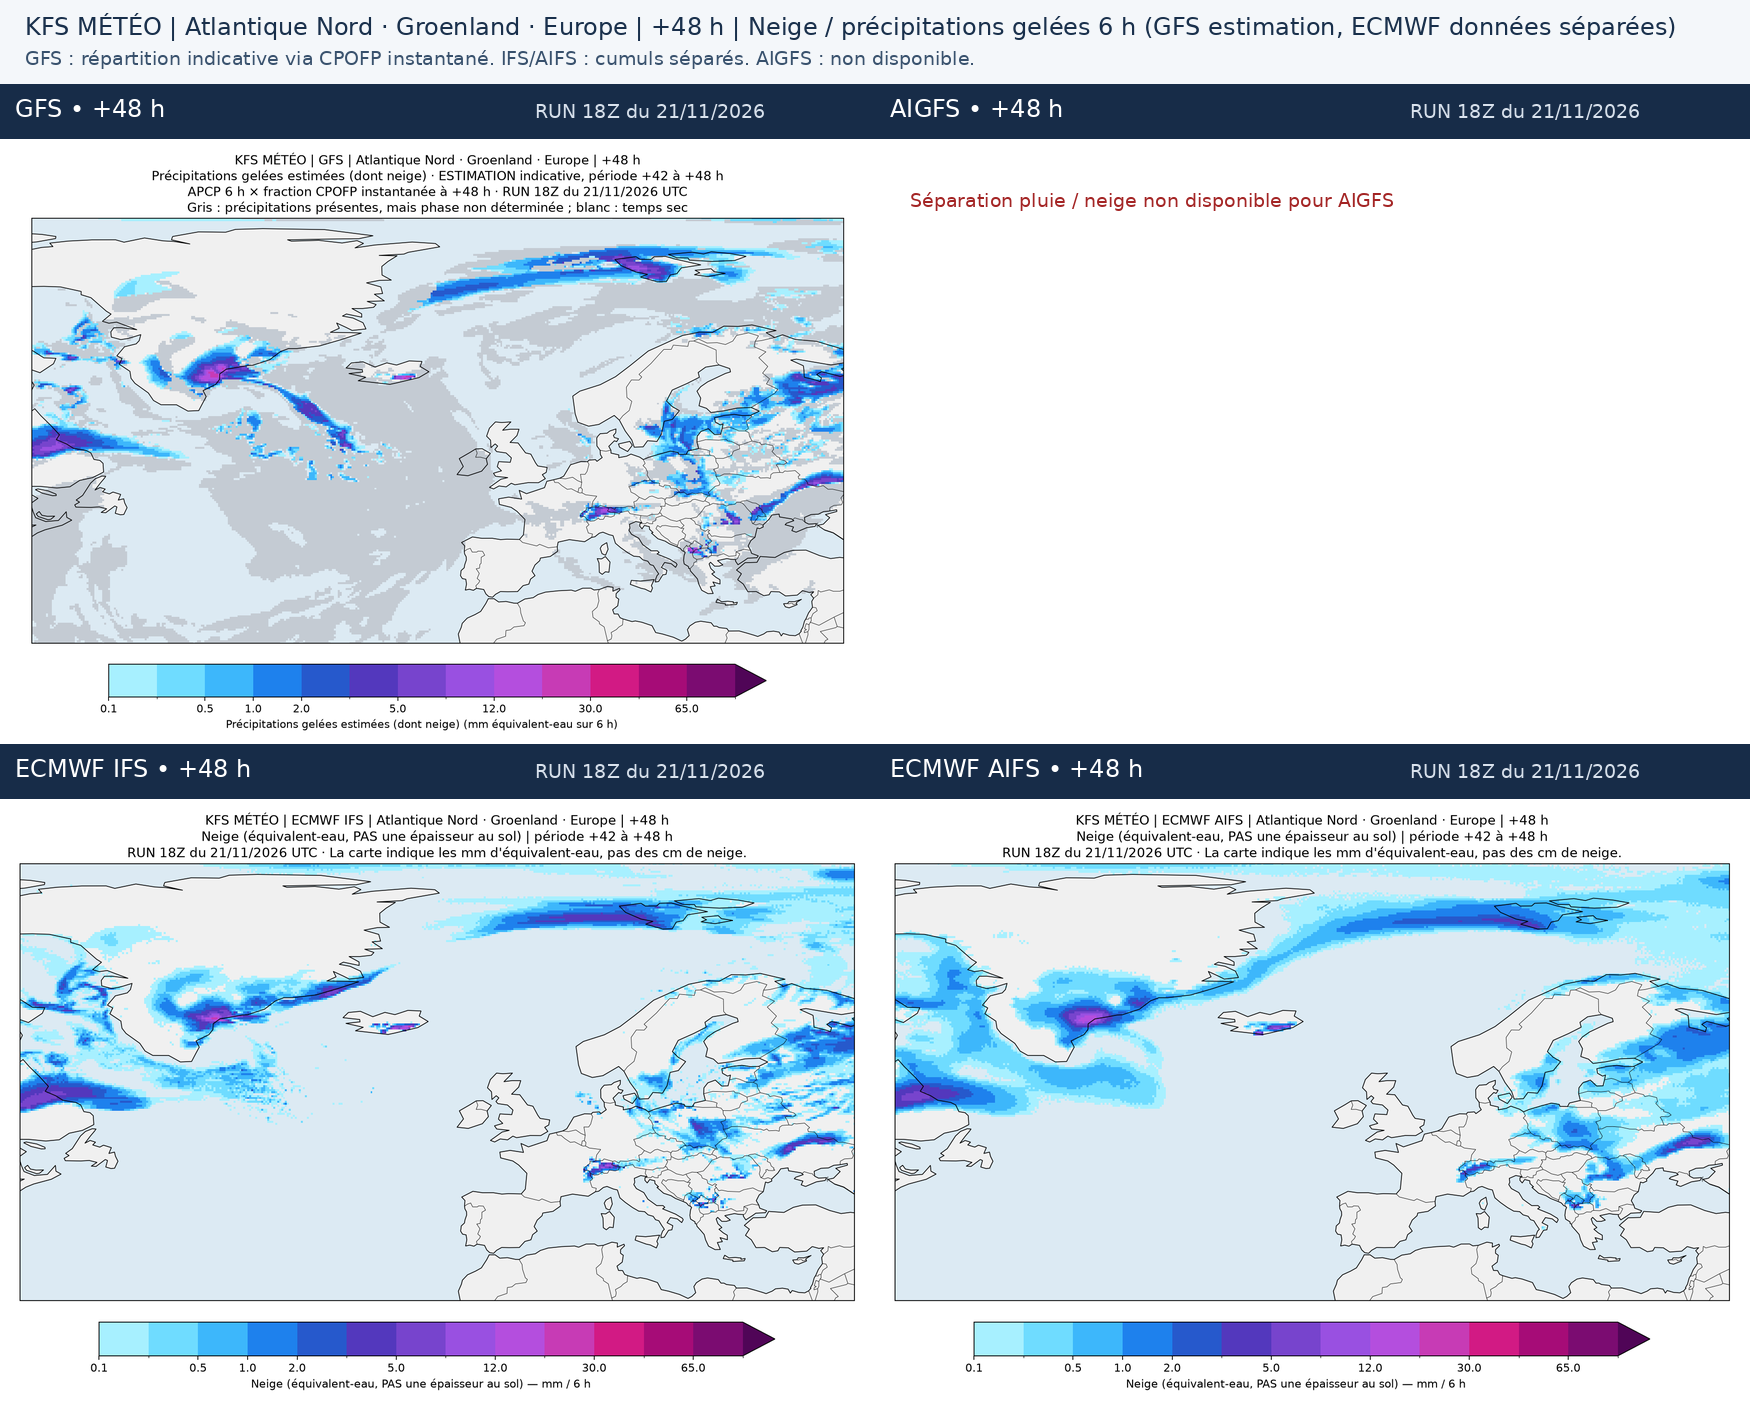 KFS MÉTÉO | Atlantique Nord · Groenland · Europe | +48 h | Neige / précipitations gelées 6 h (GFS estimation, ECMWF données séparées)
GFS : répartition indicative via CPOFP instantané. IFS/AIFS : cumuls séparés. AIGFS : non disponible.
GFS • +48 h
RUN 18Z du 21/11/2026
AIGFS • +48 h
RUN 18Z du 21/11/2026
KFS MÉTÉO | GFS | Atlantique Nord · Groenland · Europe | +48 h
Précipitations gelées estimées (dont neige) · ESTIMATION indicative, période +42 à +48 h
APCP 6 h × fraction CPOFP instantanée à +48 h · RUN 18Z du 21/11/2026 UTC
Gris : précipitations présentes, mais phase non déterminée ; blanc : temps sec
Séparation pluie / neige non disponible pour AIGFS
0.1 0.5 1.0 2.0 5.0 12.0 30.0 65.0
Précipitations gelées estimées (dont neige) (mm équivalent-eau sur 6 h)
ECMWF IFS • +48 h
RUN 18Z du 21/11/2026
ECMWF AIFS • +48 h
RUN 18Z du 21/11/2026
KFS MÉTÉO | ECMWF IFS | Atlantique Nord · Groenland · Europe | +48 h
Neige (équivalent-eau, PAS une épaisseur au sol) | période +42 à +48 h
RUN 18Z du 21/11/2026 UTC · La carte indique les mm d'équivalent-eau, pas des cm de neige.
KFS MÉTÉO | ECMWF AIFS | Atlantique Nord · Groenland · Europe | +48 h
Neige (équivalent-eau, PAS une épaisseur au sol) | période +42 à +48 h
RUN 18Z du 21/11/2026 UTC · La carte indique les mm d'équivalent-eau, pas des cm de neige.
0.1 0.5 1.0 2.0 5.0 12.0 30.0 65.0
Neige (équivalent-eau, PAS une épaisseur au sol) — mm / 6 h
0.1 0.5 1.0 2.0 5.0 12.0 30.0 65.0
Neige (équivalent-eau, PAS une épaisseur au sol) — mm / 6 h